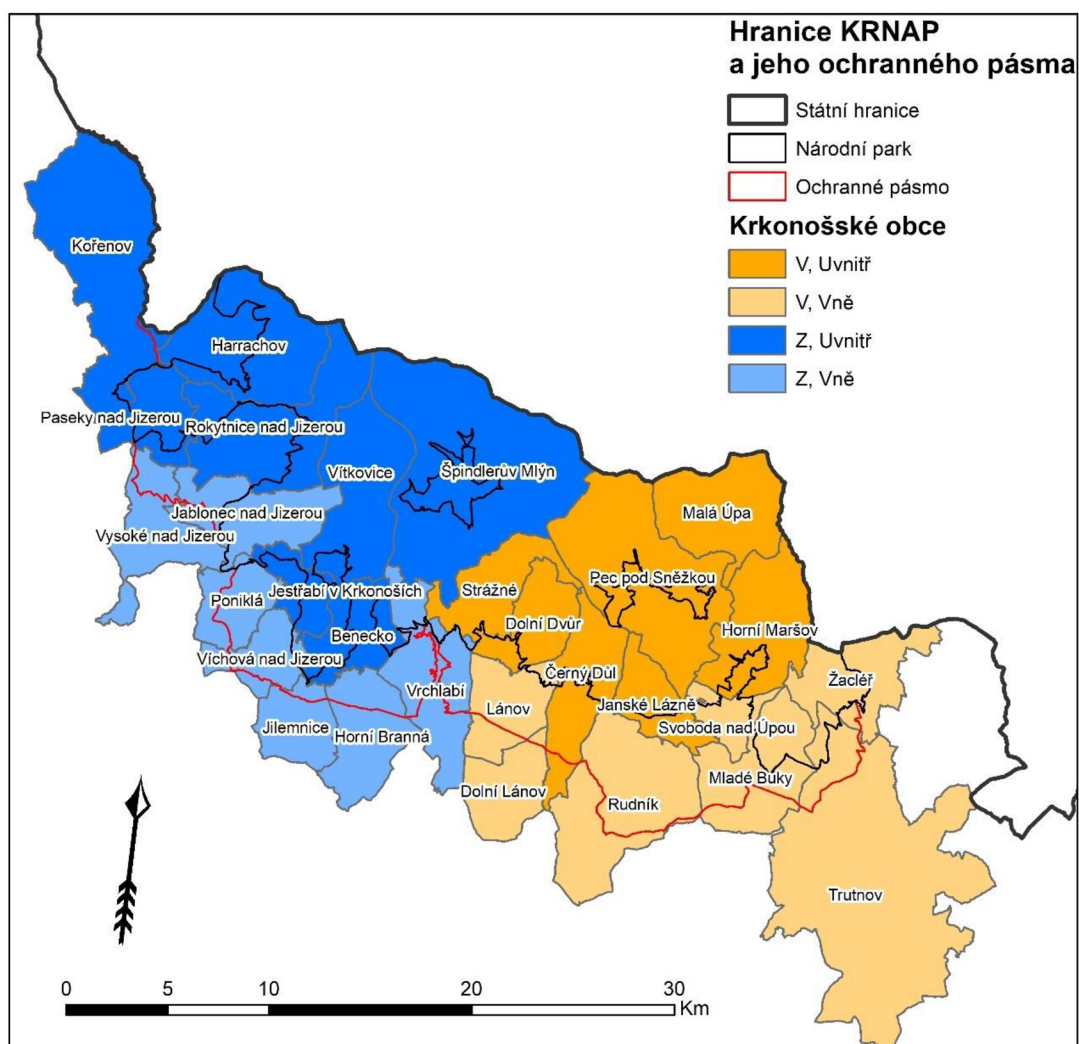 Hranice KRNAP
a jeho ochranného pásma
Státní hranice
Národní park
Ochranné pásmo
Krkonošské obce
V, Uvnitř
V, Vně
Z, Uvnitř
Z, Vně
Kořenov
Harrachov
Paseky nad Jizerou
Rokytnice nad Jizerou
Vítkovice
Špindlerův Mlýn
Malá Úpa
Jablonec nad Jizerou
Vysoké nad Jizerou
Pec pod Sněžkou
Strážné
Jestřabí v Krkonoších
Poniklá
Dolní Dvůr
Horní Maršov
Benecko
Víchová nad Jizerou
Černý Důl
Žacléř
Vrchlabí
Lánov
Janské Lázně
Jilemnice
Horní Branná
Svoboda nad Úpou
Mladé Buky
Dolní Lánov
Rudník
Trutnov
0 5 10 20 30
Km